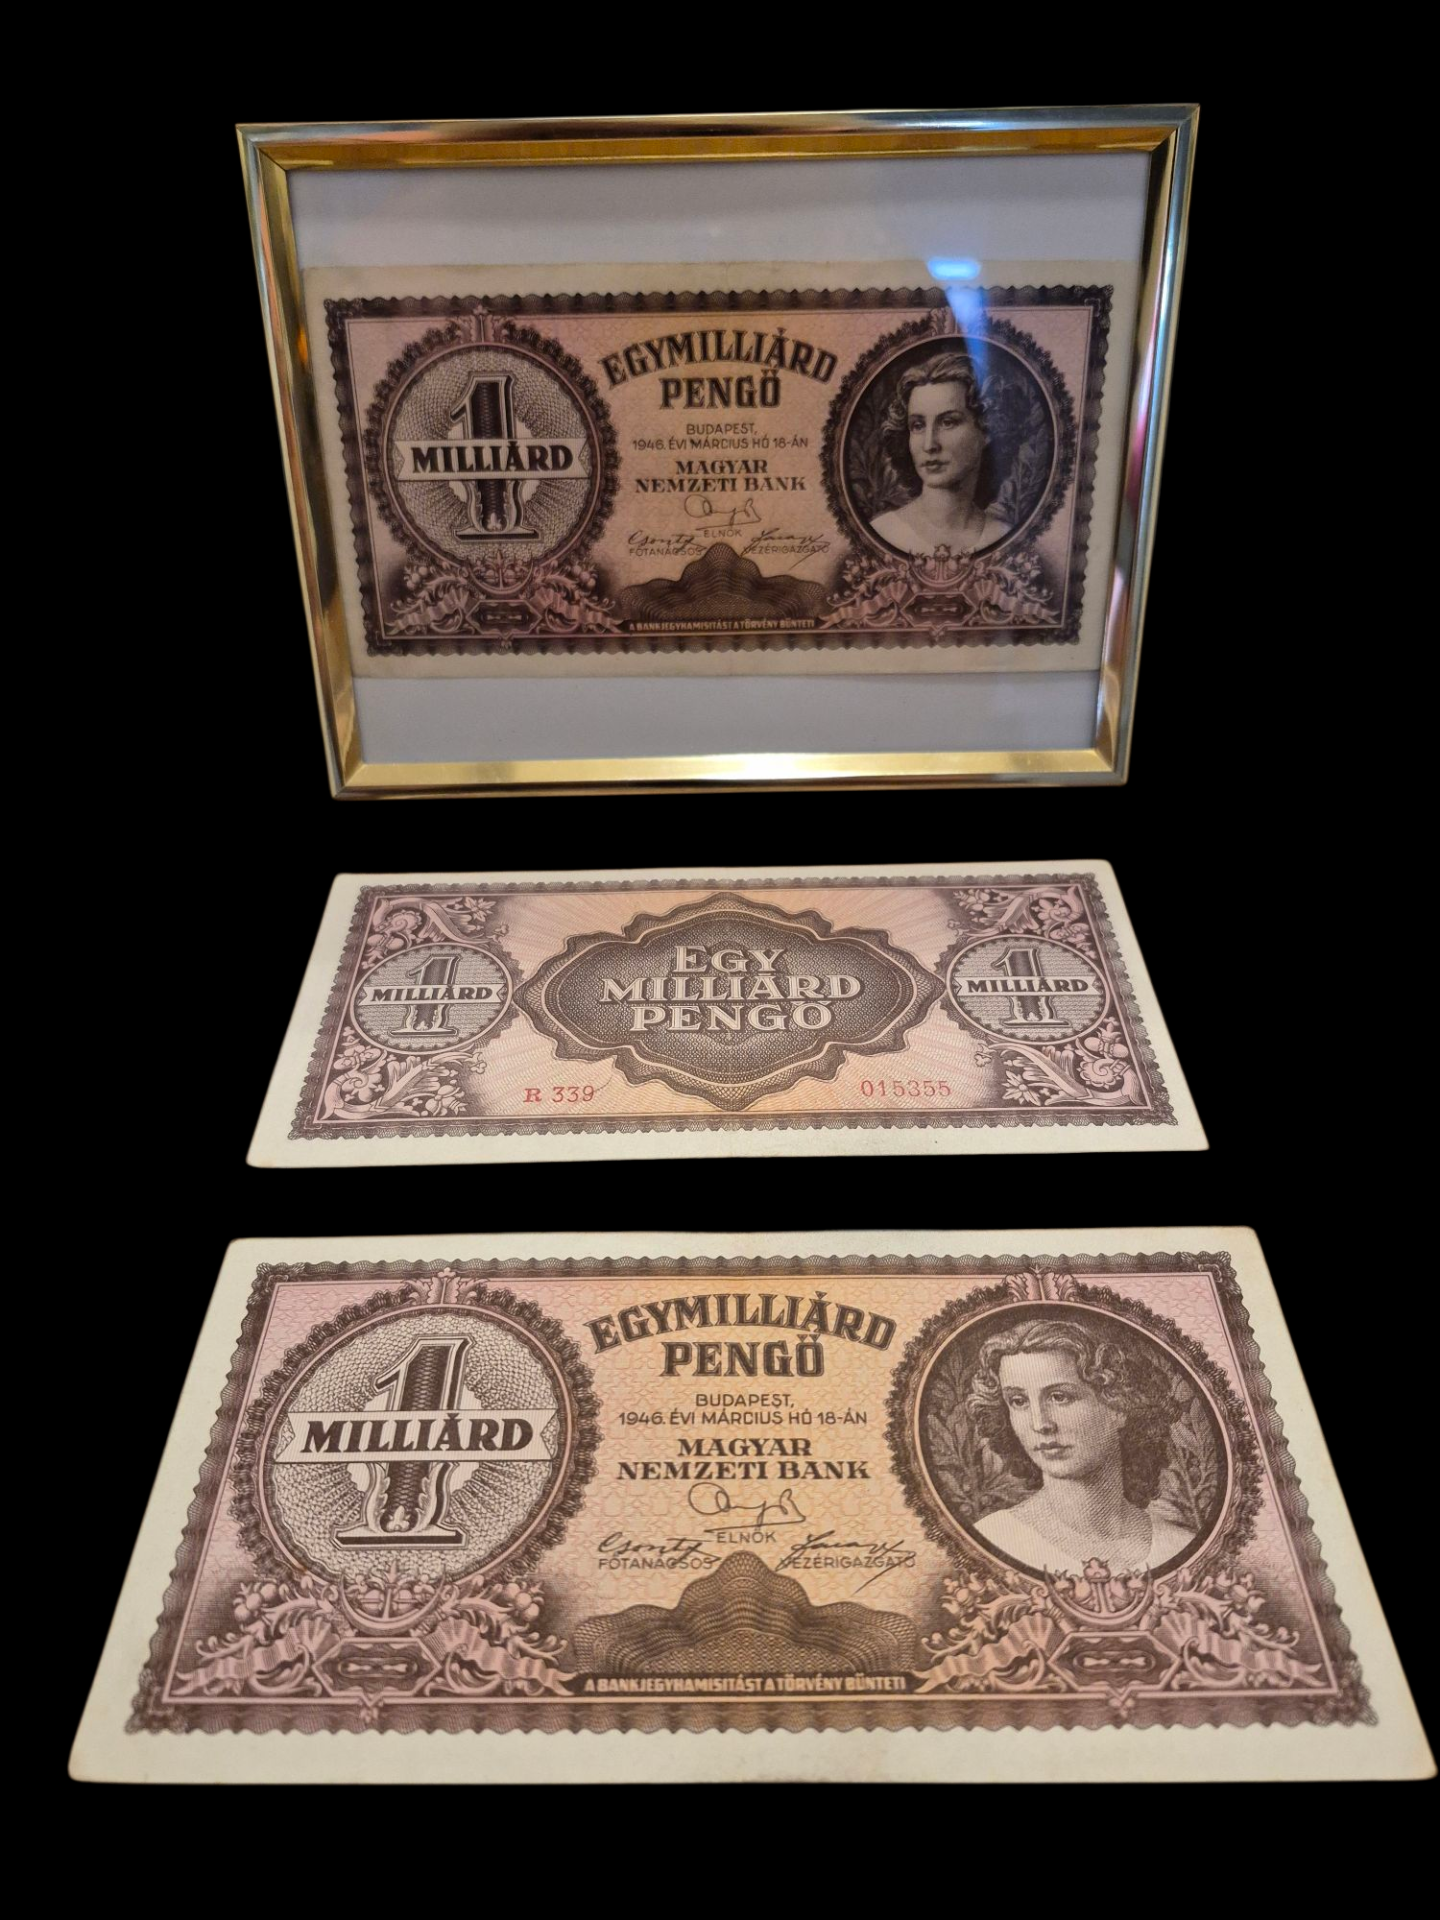 EGYMILLIÁRD
PENGŐ
1
MILLIÁRD
BUDAPEST,
1946. ÉVI MÁRCIUS HÓ 18-ÁN
MAGYAR
NEMZETI BANK
ELNÖK
FŐTANÁCSOS VEZÉRIGAZGATÓ
A BANKJEGYHAMISÍTÁST A TÖRVÉNY BÜNTETI
1
MILLIÁRD
EGY
MILLIÁRD
PENGŐ
1
MILLIÁRD
R 339 015355
EGYMILLIÁRD
PENGŐ
1
MILLIÁRD
BUDAPEST,
1946. ÉVI MÁRCIUS HÓ 18-ÁN
MAGYAR
NEMZETI BANK
ELNÖK
FŐTANÁCSOS VEZÉRIGAZGATÓ
A BANKJEGYHAMISÍTÁST A TÖRVÉNY BÜNTETI